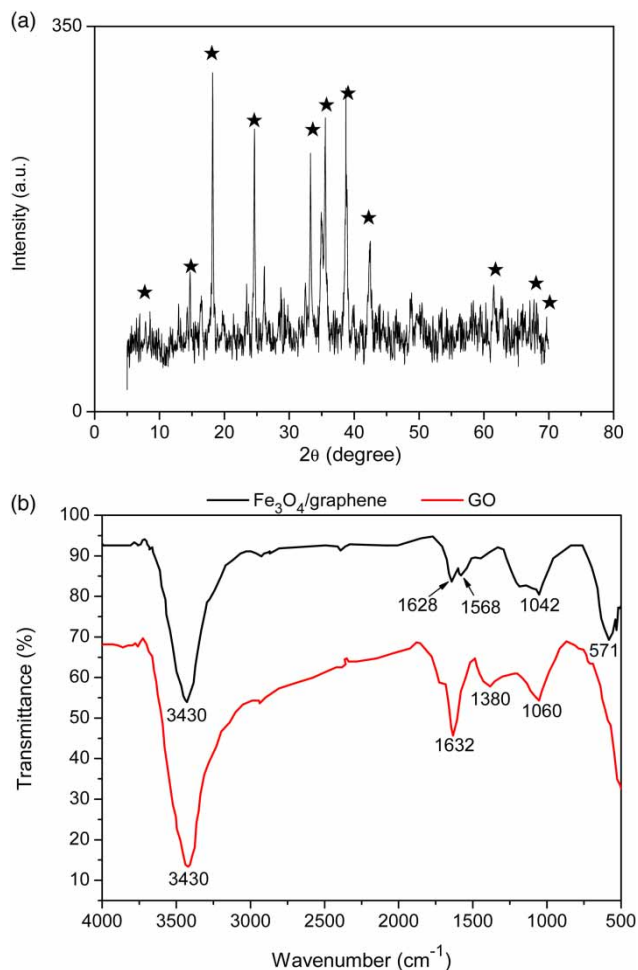 (a)
350
Intensity (a.u.)
0
0 10 20 30 40 50 60 70 80
2θ (degree)
(b)
Fe₃O₄/graphene GO
100
90
80
70
60
50
40
30
20
10
Transmittance (%)
1628 1568 1042 571
3430
1632 1380 1060
3430
4000 3500 3000 2500 2000 1500 1000 500
Wavenumber (cm⁻¹)